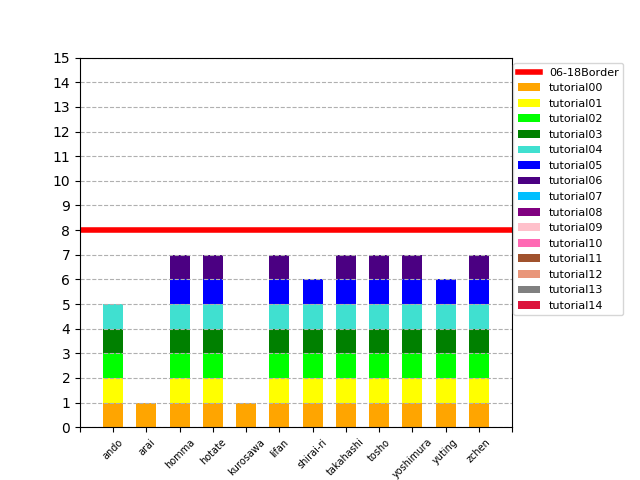 15
14
13
12
11
10
9
8
7
6
5
4
3
2
1
0
ando
arai
homma
hotate
kurosawa
lifan
shirai-ri
takahashi
tosho
yoshimura
yuting
zchen
06-18Border
tutorial00
tutorial01
tutorial02
tutorial03
tutorial04
tutorial05
tutorial06
tutorial07
tutorial08
tutorial09
tutorial10
tutorial11
tutorial12
tutorial13
tutorial14